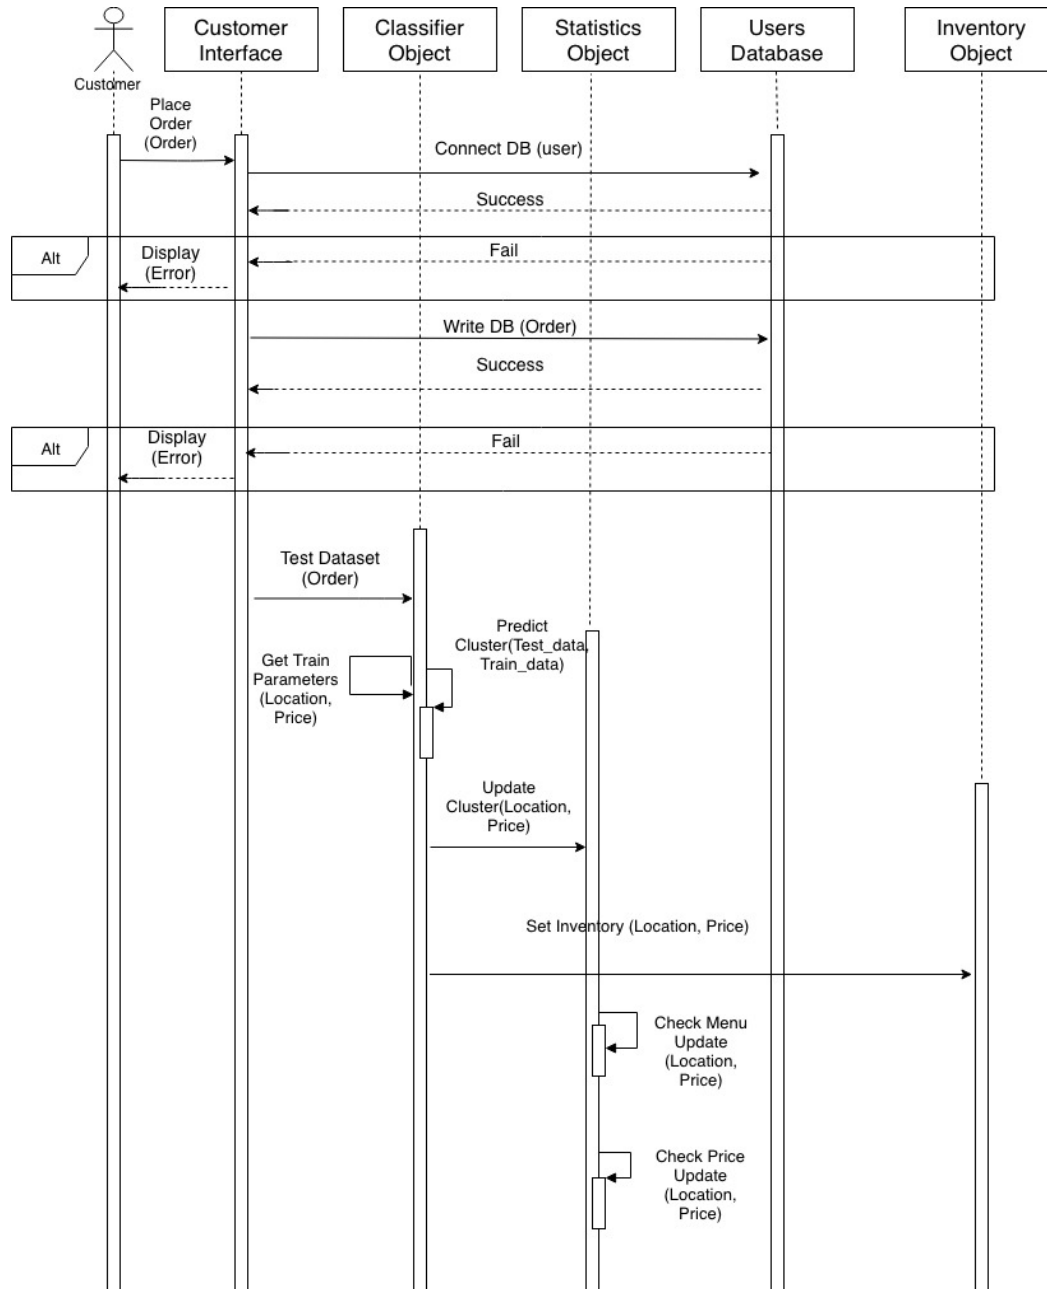 Customer
Interface
Classifier
Object
Statistics
Object
Users
Database
Inventory
Object
Customer
Place
Order
(Order)
Connect DB (user)
Success
Alt
Display
(Error)
Fail
Write DB (Order)
Success
Alt
Display
(Error)
Fail
Test Dataset
(Order)
Predict
Cluster(Test_data,
Train_data)
Get Train
Parameters
(Location,
Price)
Update
Cluster(Location,
Price)
Set Inventory (Location, Price)
Check Menu
Update
(Location,
Price)
Check Price
Update
(Location,
Price)